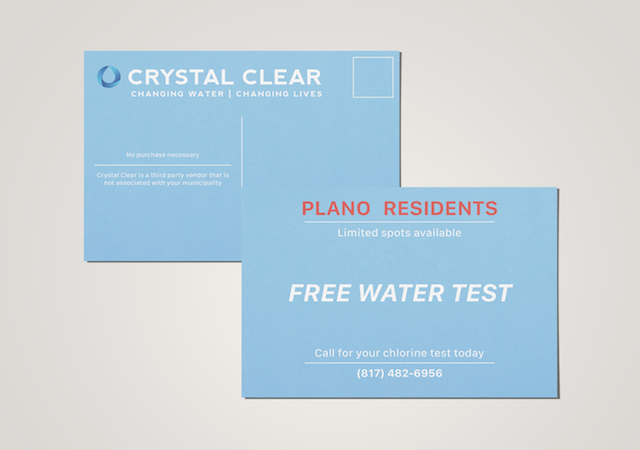 CRYSTAL CLEAR
CHANGING WATER | CHANGING LIVES
No purchase necessary
Crystal Clear is a third party vendor that is
not associated with your municipality
PLANO RESIDENTS
Limited spots available
FREE WATER TEST
Call for your chlorine test today
(817) 482-6956